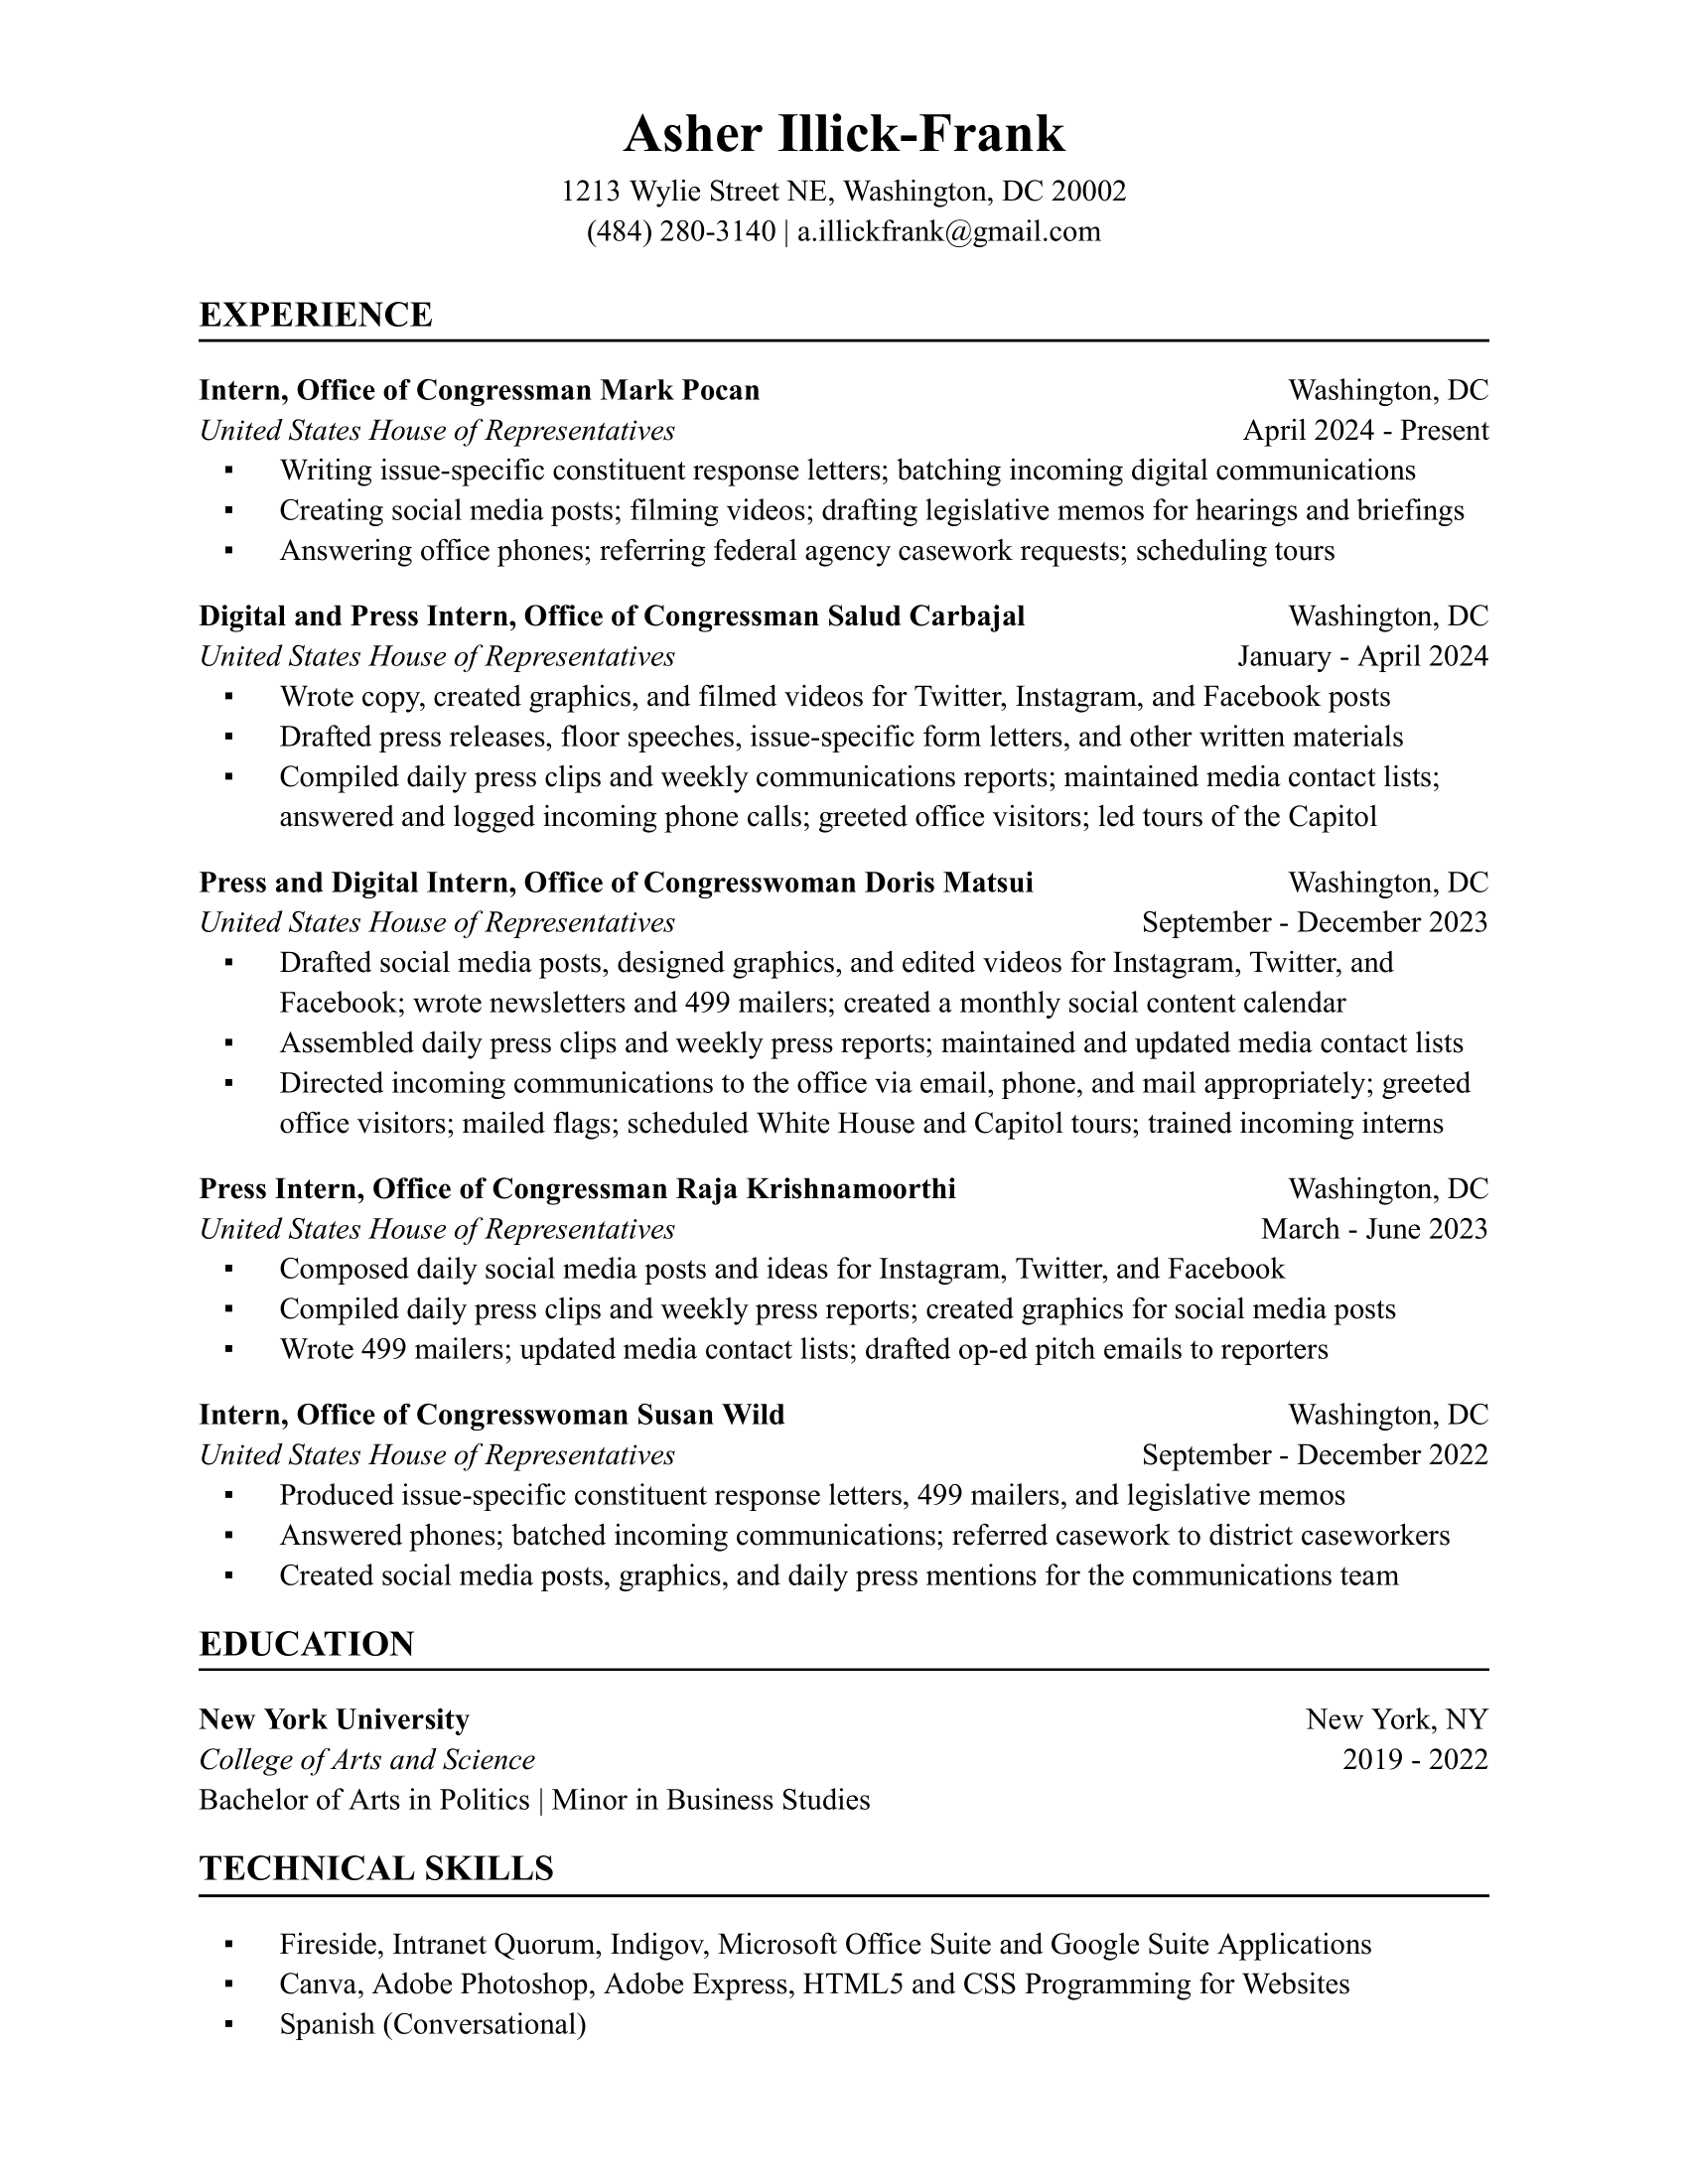 Asher Illick-Frank
1213 Wylie Street NE, Washington, DC 20002
(484) 280-3140 | a.illickfrank@gmail.com
EXPERIENCE
Intern, Office of Congressman Mark Pocan Washington, DC
United States House of Representatives April 2024 - Present
▪ Writing issue-specific constituent response letters; batching incoming digital communications
▪ Creating social media posts; filming videos; drafting legislative memos for hearings and briefings
▪ Answering office phones; referring federal agency casework requests; scheduling tours
Digital and Press Intern, Office of Congressman Salud Carbajal Washington, DC
United States House of Representatives January - April 2024
▪ Wrote copy, created graphics, and filmed videos for Twitter, Instagram, and Facebook posts
▪ Drafted press releases, floor speeches, issue-specific form letters, and other written materials
▪ Compiled daily press clips and weekly communications reports; maintained media contact lists;
answered and logged incoming phone calls; greeted office visitors; led tours of the Capitol
Press and Digital Intern, Office of Congresswoman Doris Matsui Washington, DC
United States House of Representatives September - December 2023
▪ Drafted social media posts, designed graphics, and edited videos for Instagram, Twitter, and
Facebook; wrote newsletters and 499 mailers; created a monthly social content calendar
▪ Assembled daily press clips and weekly press reports; maintained and updated media contact lists
▪ Directed incoming communications to the office via email, phone, and mail appropriately; greeted
office visitors; mailed flags; scheduled White House and Capitol tours; trained incoming interns
Press Intern, Office of Congressman Raja Krishnamoorthi Washington, DC
United States House of Representatives March - June 2023
▪ Composed daily social media posts and ideas for Instagram, Twitter, and Facebook
▪ Compiled daily press clips and weekly press reports; created graphics for social media posts
▪ Wrote 499 mailers; updated media contact lists; drafted op-ed pitch emails to reporters
Intern, Office of Congresswoman Susan Wild Washington, DC
United States House of Representatives September - December 2022
▪ Produced issue-specific constituent response letters, 499 mailers, and legislative memos
▪ Answered phones; batched incoming communications; referred casework to district caseworkers
▪ Created social media posts, graphics, and daily press mentions for the communications team
EDUCATION
New York University New York, NY
College of Arts and Science 2019 - 2022
Bachelor of Arts in Politics | Minor in Business Studies
TECHNICAL SKILLS
▪ Fireside, Intranet Quorum, Indigov, Microsoft Office Suite and Google Suite Applications
▪ Canva, Adobe Photoshop, Adobe Express, HTML5 and CSS Programming for Websites
▪ Spanish (Conversational)